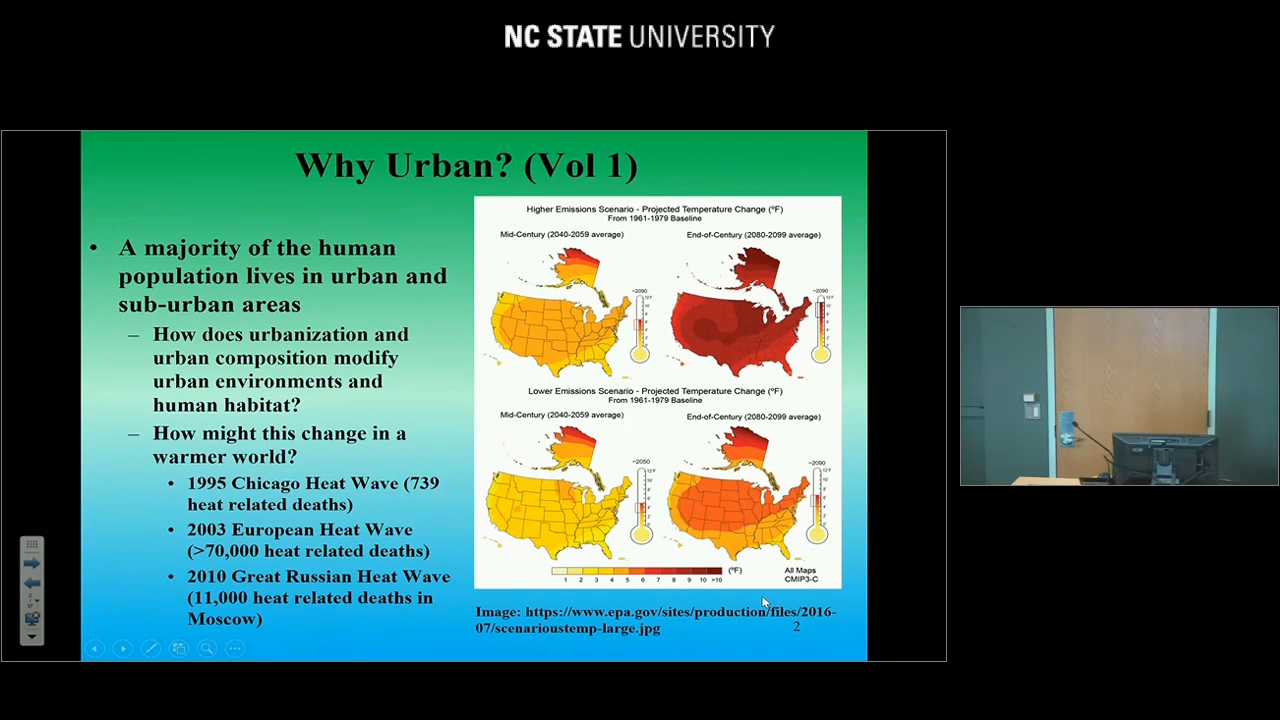 NC STATE UNIVERSITY
Why Urban? (Vol 1)
• A majority of the human
population lives in urban and
sub-urban areas
– How does urbanization and
urban composition modify
urban environments and
human habitat?
– How might this change in a
warmer world?
• 1995 Chicago Heat Wave (739
heat related deaths)
• 2003 European Heat Wave
(>70,000 heat related deaths)
• 2010 Great Russian Heat Wave
(11,000 heat related deaths in
Moscow)
Higher Emissions Scenario - Projected Temperature Change (ºF)
From 1961-1979 Baseline
Mid-Century (2040-2059 average)
End-of-Century (2080-2099 average)
~2090
Lower Emissions Scenario - Projected Temperature Change (ºF)
From 1961-1979 Baseline
Mid-Century (2040-2059 average)
End-of-Century (2080-2099 average)
~2050
~2090
1 2 3 4 5 6 7 8 9 10 >10
(ºF)
All Maps
CMIP3-C
Image: https://www.epa.gov/sites/production/files/2016-
07/scenarioustemp-large.jpg
2